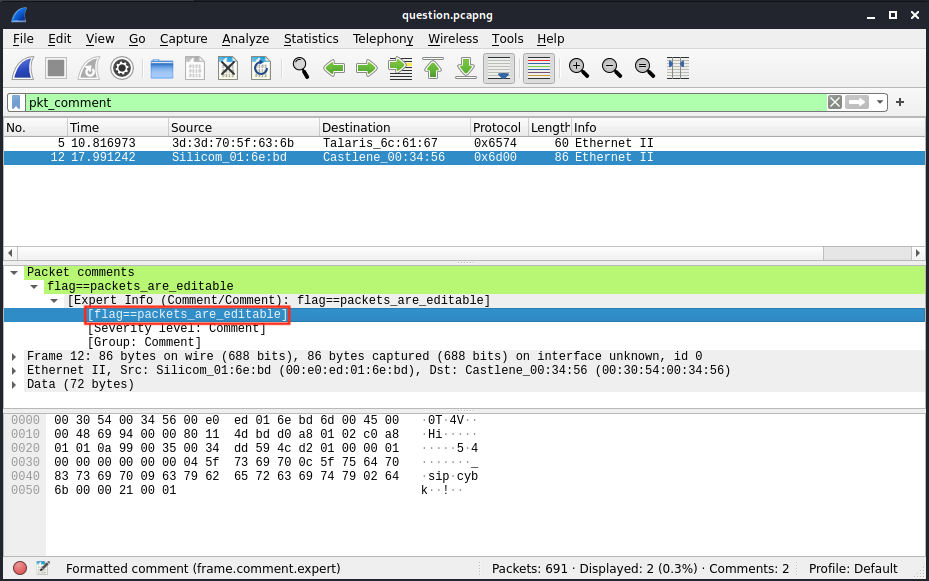 question.pcapng
File Edit View Go Capture Analyze Statistics Telephony Wireless Tools Help
pkt_comment
No. Time Source Destination Protocol Length Info
5 10.816973 3d:3d:70:5f:63:6b Talaris_6c:61:67 0x6574 60 Ethernet II
12 17.991242 Silicom_01:6e:bd Castlene_00:34:56 0x6d00 86 Ethernet II
Packet comments
flag==packets_are_editable
[Expert Info (Comment/Comment): flag==packets_are_editable]
[flag==packets_are_editable]
[Severity level: Comment]
[Group: Comment]
Frame 12: 86 bytes on wire (688 bits), 86 bytes captured (688 bits) on interface unknown, id 0
Ethernet II, Src: Silicom_01:6e:bd (00:e0:ed:01:6e:bd), Dst: Castlene_00:34:56 (00:30:54:00:34:56)
Data (72 bytes)
0000 00 30 54 00 34 56 00 e0 ed 01 6e bd 6d 00 45 00 ·0T·4V··
0010 00 48 69 94 00 00 80 11 4d bd d0 a8 01 02 c0 a8 ·Hi·····
0020 01 01 0a 99 00 35 00 34 dd 59 4c d2 01 00 00 01 ·····5·4
0030 00 00 00 00 00 00 04 5f 73 69 70 0c 5f 75 64 70 ·······_
0040 83 73 69 70 09 63 79 62 65 72 63 69 74 79 02 64 ·sip·cyb
0050 6b 00 00 21 00 01 k··!··
Formatted comment (frame.comment.expert) Packets: 691 · Displayed: 2 (0.3%) · Comments: 2 Profile: Default